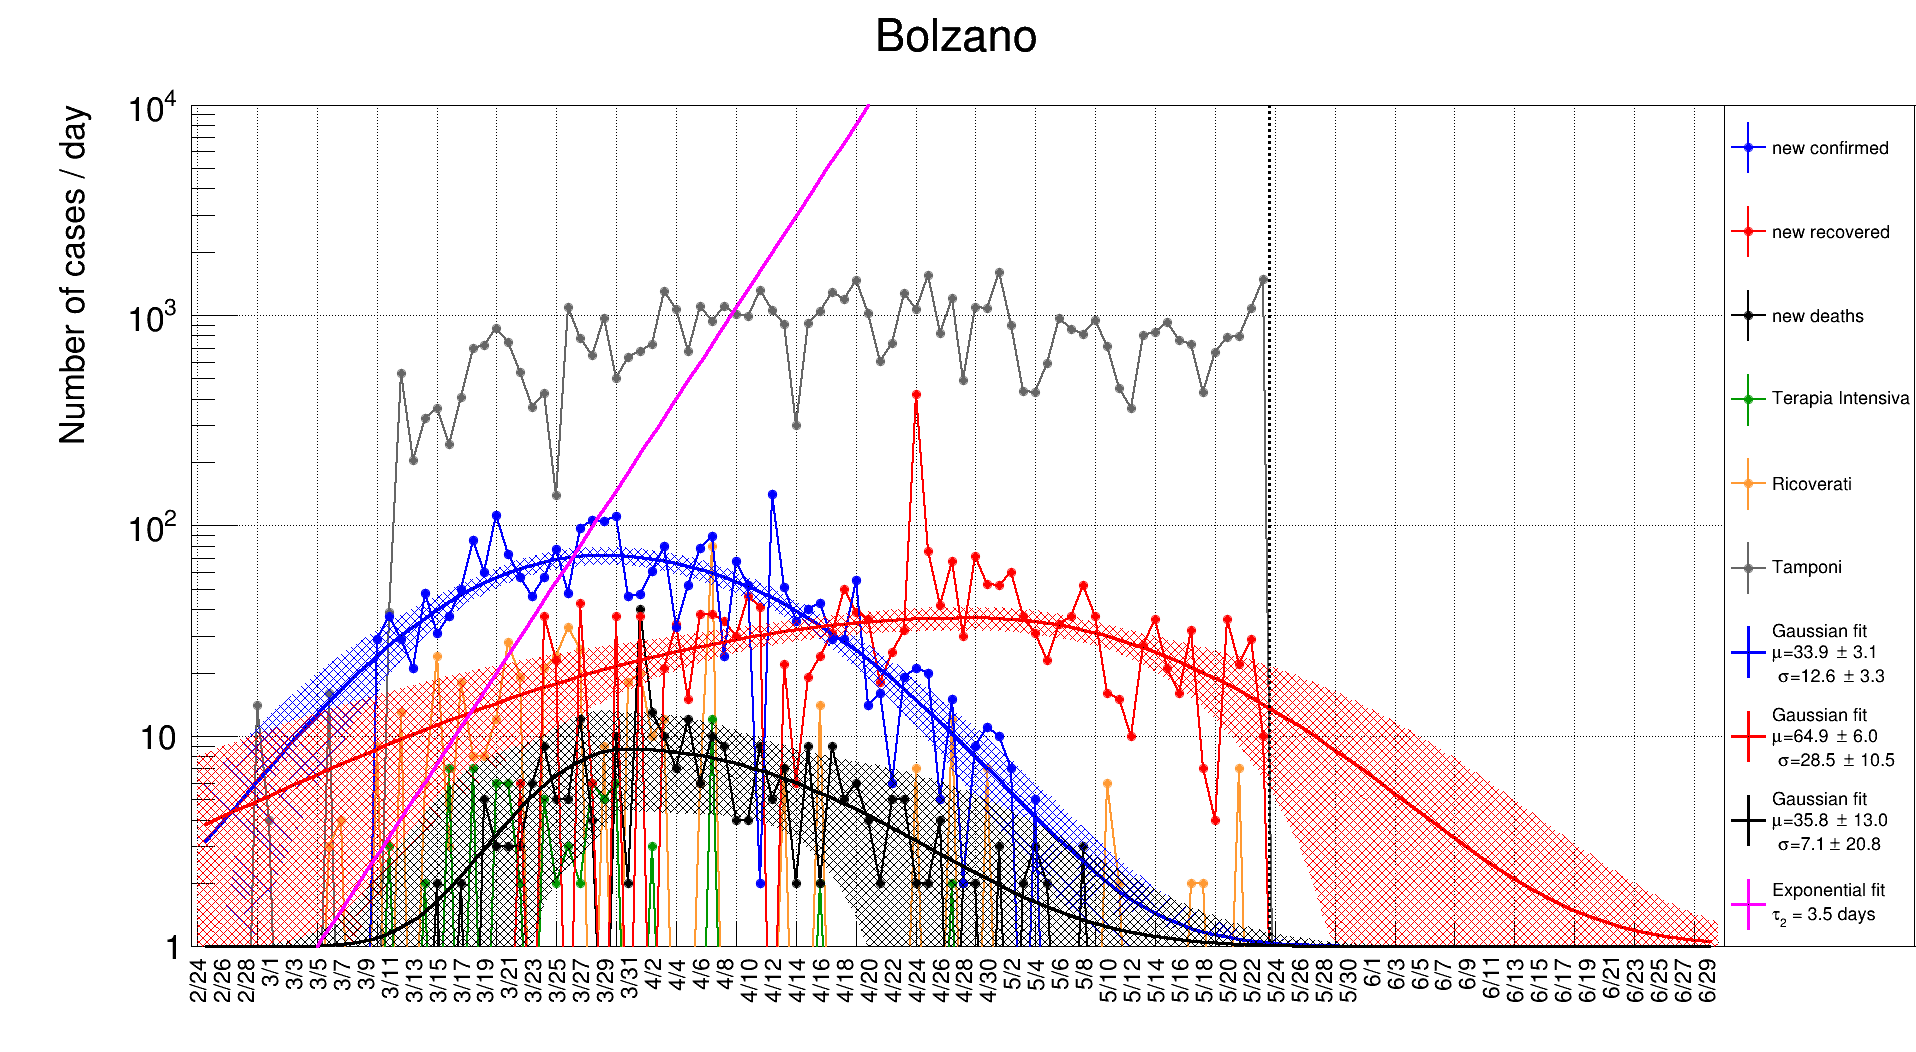 Bolzano
Number of cases / day
10^4
10^3
10^2
10
1
2/24 2/26 2/28 3/1 3/3 3/5 3/7 3/9 3/11 3/13 3/15 3/17 3/19 3/21 3/23 3/25 3/27 3/29 3/31 4/2 4/4 4/6 4/8 4/10 4/12 4/14 4/16 4/18 4/20 4/22 4/24 4/26 4/28 4/30 5/2 5/4 5/6 5/8 5/10 5/12 5/14 5/16 5/18 5/20 5/22 5/24 5/26 5/28 5/30 6/1 6/3 6/5 6/7 6/9 6/11 6/13 6/15 6/17 6/19 6/21 6/23 6/25 6/27 6/29
new confirmed
new recovered
new deaths
Terapia Intensiva
Ricoverati
Tamponi
Gaussian fit
μ=33.9 ± 3.1
σ=12.6 ± 3.3
Gaussian fit
μ=64.9 ± 6.0
σ=28.5 ± 10.5
Gaussian fit
μ=35.8 ± 13.0
σ=7.1 ± 20.8
Exponential fit
τ₂ = 3.5 days